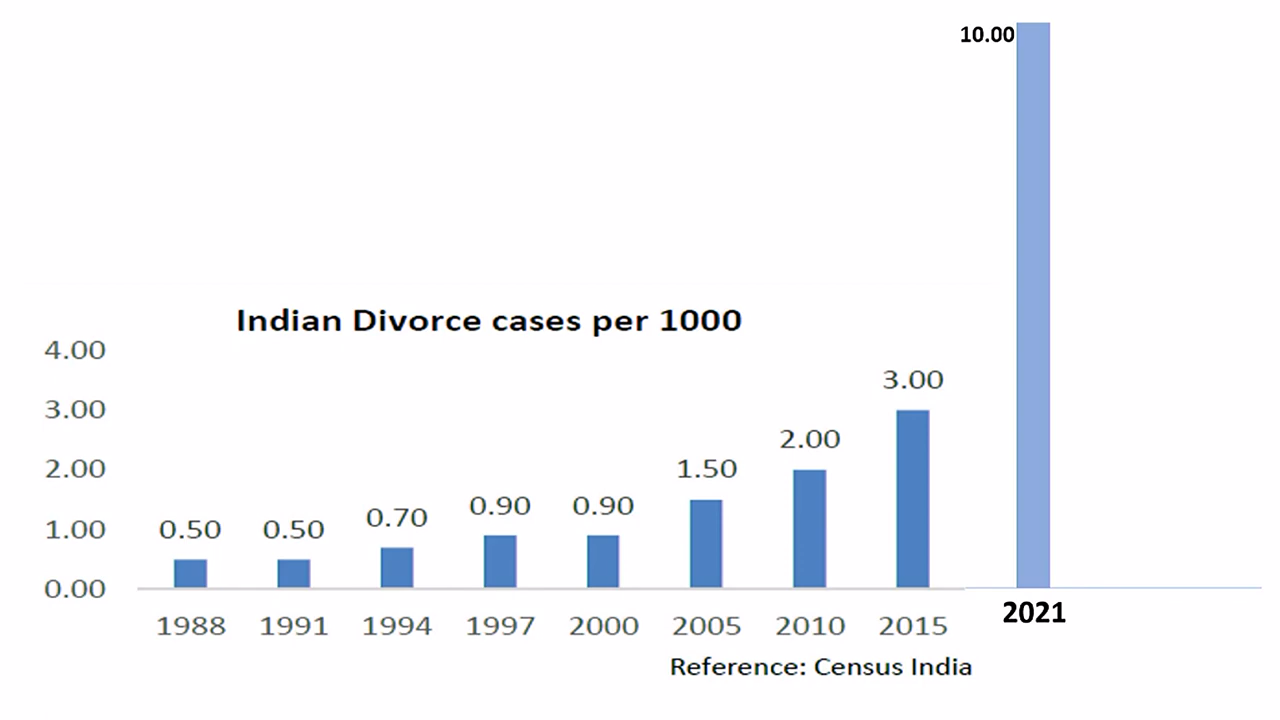 10.00
Indian Divorce cases per 1000
4.00
3.00
3.00
2.00
2.00
1.50
1.00
0.50 0.50 0.70 0.90 0.90
0.00
1988 1991 1994 1997 2000 2005 2010 2015 2021
Reference: Census India